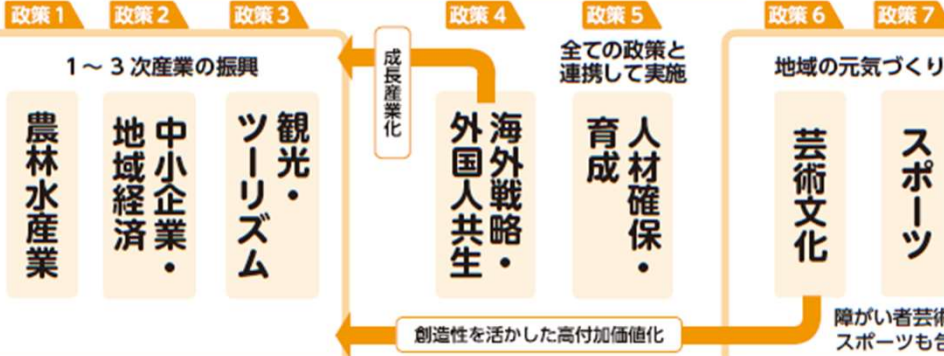 政策1
政策2
政策3
政策4
政策5
政策6
政策7
1～3次産業の振興
農林水産業
中小企業・
地域経済
観光・
ツーリズム
成長産業化
海外戦略・
外国人共生
全ての政策と
連携して実施
人材確保・
育成
地域の元気づくり
芸術文化
スポーツ
創造性を活かした高付加価値化
障がい者芸術
スポーツも